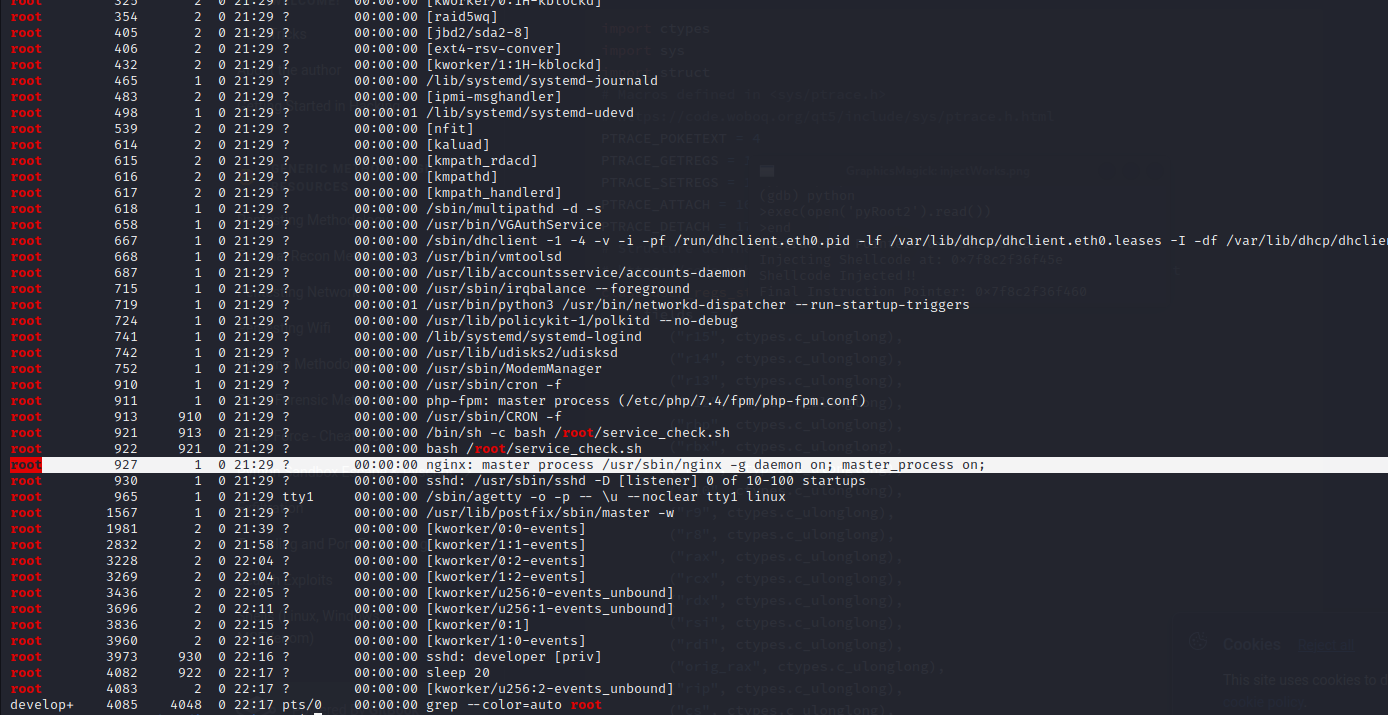 root 325 2 0 21:29 ? 00:00:00 [kworker/0:1H-kblockd]
root 354 2 0 21:29 ? 00:00:00 [raid5wq]
root 405 2 0 21:29 ? 00:00:00 [jbd2/sda2-8]
root 406 2 0 21:29 ? 00:00:00 [ext4-rsv-conver]
root 432 2 0 21:29 ? 00:00:00 [kworker/1:1H-kblockd]
root 465 1 0 21:29 ? 00:00:00 /lib/systemd/systemd-journald
root 483 2 0 21:29 ? 00:00:00 [ipmi-msghandler]
root 498 1 0 21:29 ? 00:00:01 /lib/systemd/systemd-udevd
root 539 2 0 21:29 ? 00:00:00 [nfit]
root 614 2 0 21:29 ? 00:00:00 [kaluad]
root 615 2 0 21:29 ? 00:00:00 [kmpath_rdacd]
root 616 2 0 21:29 ? 00:00:00 [kmpathd]
root 617 2 0 21:29 ? 00:00:00 [kmpath_handlerd]
root 618 1 0 21:29 ? 00:00:00 /sbin/multipathd -d -s
root 658 1 0 21:29 ? 00:00:00 /usr/bin/VGAuthService
root 667 1 0 21:29 ? 00:00:00 /sbin/dhclient -1 -4 -v -i -pf /run/dhclient.eth0.pid -lf /var/lib/dhcp/dhclient.eth0.leases -I -df /var/lib/dhcp/dhclie
root 668 1 0 21:29 ? 00:00:03 /usr/bin/vmtoolsd
root 687 1 0 21:29 ? 00:00:00 /usr/lib/accountsservice/accounts-daemon
root 715 1 0 21:29 ? 00:00:00 /usr/sbin/irqbalance --foreground
root 719 1 0 21:29 ? 00:00:01 /usr/bin/python3 /usr/bin/networkd-dispatcher --run-startup-triggers
root 724 1 0 21:29 ? 00:00:00 /usr/lib/policykit-1/polkitd --no-debug
root 741 1 0 21:29 ? 00:00:00 /lib/systemd/systemd-logind
root 742 1 0 21:29 ? 00:00:00 /usr/lib/udisks2/udisksd
root 752 1 0 21:29 ? 00:00:00 /usr/sbin/ModemManager
root 910 1 0 21:29 ? 00:00:00 /usr/sbin/cron -f
root 911 1 0 21:29 ? 00:00:00 php-fpm: master process (/etc/php/7.4/fpm/php-fpm.conf)
root 913 910 0 21:29 ? 00:00:00 /usr/sbin/CRON -f
root 921 913 0 21:29 ? 00:00:00 /bin/sh -c bash /root/service_check.sh
root 922 921 0 21:29 ? 00:00:00 bash /root/service_check.sh
root 927 1 0 21:29 ? 00:00:00 nginx: master process /usr/sbin/nginx -g daemon on; master_process on;
root 930 1 0 21:29 ? 00:00:00 sshd: /usr/sbin/sshd -D [listener] 0 of 10-100 startups
root 965 1 0 21:29 tty1 00:00:00 /sbin/agetty -o -p -- \u --noclear tty1 linux
root 1567 1 0 21:29 ? 00:00:00 /usr/lib/postfix/sbin/master -w
root 1981 2 0 21:39 ? 00:00:00 [kworker/0:0-events]
root 2832 2 0 21:58 ? 00:00:00 [kworker/1:1-events]
root 3228 2 0 22:04 ? 00:00:00 [kworker/0:2-events]
root 3269 2 0 22:04 ? 00:00:00 [kworker/1:2-events]
root 3436 2 0 22:05 ? 00:00:00 [kworker/u256:0-events_unbound]
root 3696 2 0 22:11 ? 00:00:00 [kworker/u256:1-events_unbound]
root 3836 2 0 22:15 ? 00:00:00 [kworker/0:1]
root 3960 2 0 22:16 ? 00:00:00 [kworker/1:0-events]
root 3973 930 0 22:16 ? 00:00:00 sshd: developer [priv]
root 4082 922 0 22:17 ? 00:00:00 sleep 20
root 4083 2 0 22:17 ? 00:00:00 [kworker/u256:2-events_unbound]
develop+ 4085 4048 0 22:17 pts/0 00:00:00 grep --color=auto root